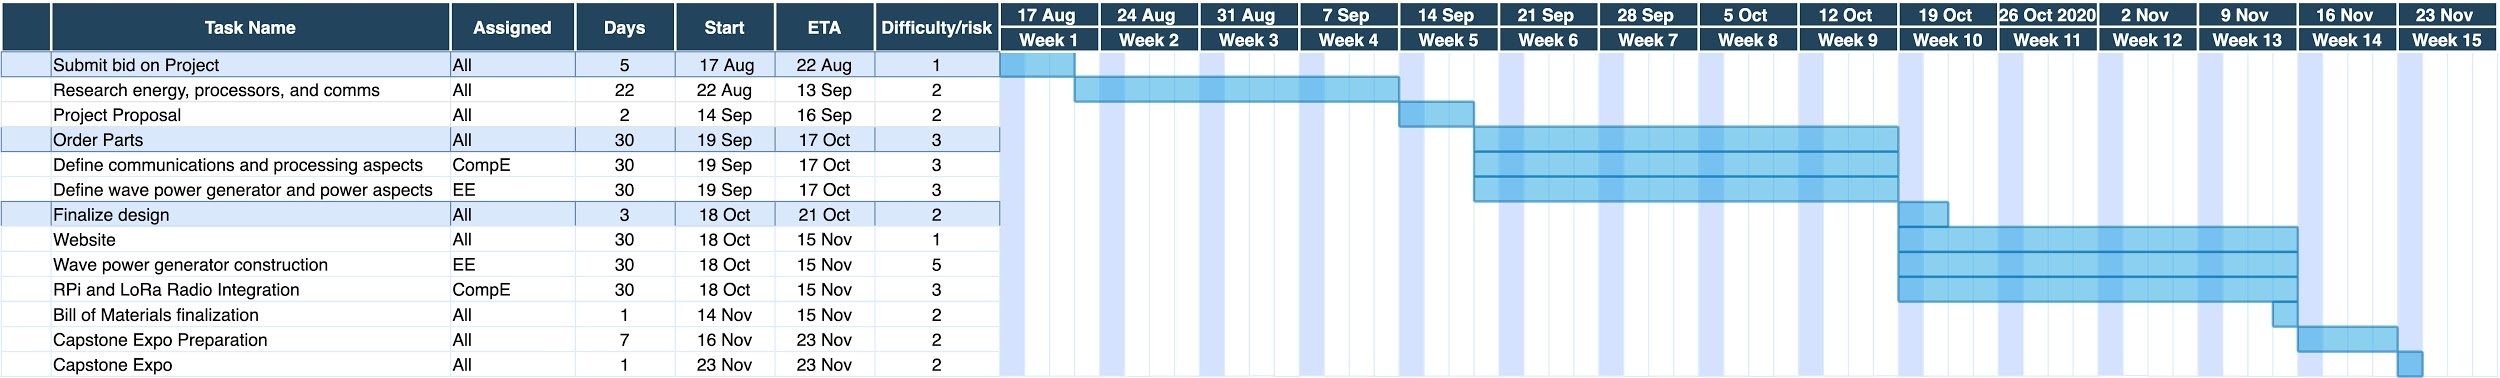 Task Name Assigned Days Start ETA Difficulty/risk 17 Aug 24 Aug 31 Aug 7 Sep 14 Sep 21 Sep 28 Sep 5 Oct 12 Oct 19 Oct 26 Oct 2020 2 Nov 9 Nov 16 Nov 23 Nov
Week 1 Week 2 Week 3 Week 4 Week 5 Week 6 Week 7 Week 8 Week 9 Week 10 Week 11 Week 12 Week 13 Week 14 Week 15
Submit bid on Project All 5 17 Aug 22 Aug 1
Research energy, processors, and comms All 22 22 Aug 13 Sep 2
Project Proposal All 2 14 Sep 16 Sep 2
Order Parts All 30 19 Sep 17 Oct 3
Define communications and processing aspects CompE 30 19 Sep 17 Oct 3
Define wave power generator and power aspects EE 30 19 Sep 17 Oct 3
Finalize design All 3 18 Oct 21 Oct 2
Website All 30 18 Oct 15 Nov 1
Wave power generator construction EE 30 18 Oct 15 Nov 5
RPi and LoRa Radio Integration CompE 30 18 Oct 15 Nov 3
Bill of Materials finalization All 1 14 Nov 15 Nov 2
Capstone Expo Preparation All 7 16 Nov 23 Nov 2
Capstone Expo All 1 23 Nov 23 Nov 2